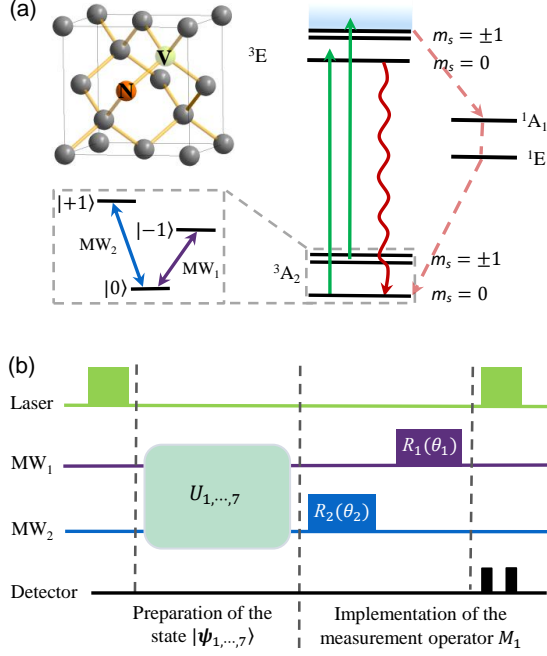 (a)
V
N
³E
mₛ = ±1
mₛ = 0
¹A₁
¹E
|+1⟩
|−1⟩
MW₂
MW₁
|0⟩
³A₂
mₛ = ±1
mₛ = 0
(b)
Laser
MW₁
R₁(θ₁)
U₁,⋯,₇
MW₂
R₂(θ₂)
Detector
Preparation of the
state |ψ₁,⋯,₇⟩
Implementation of the
measurement operator M₁